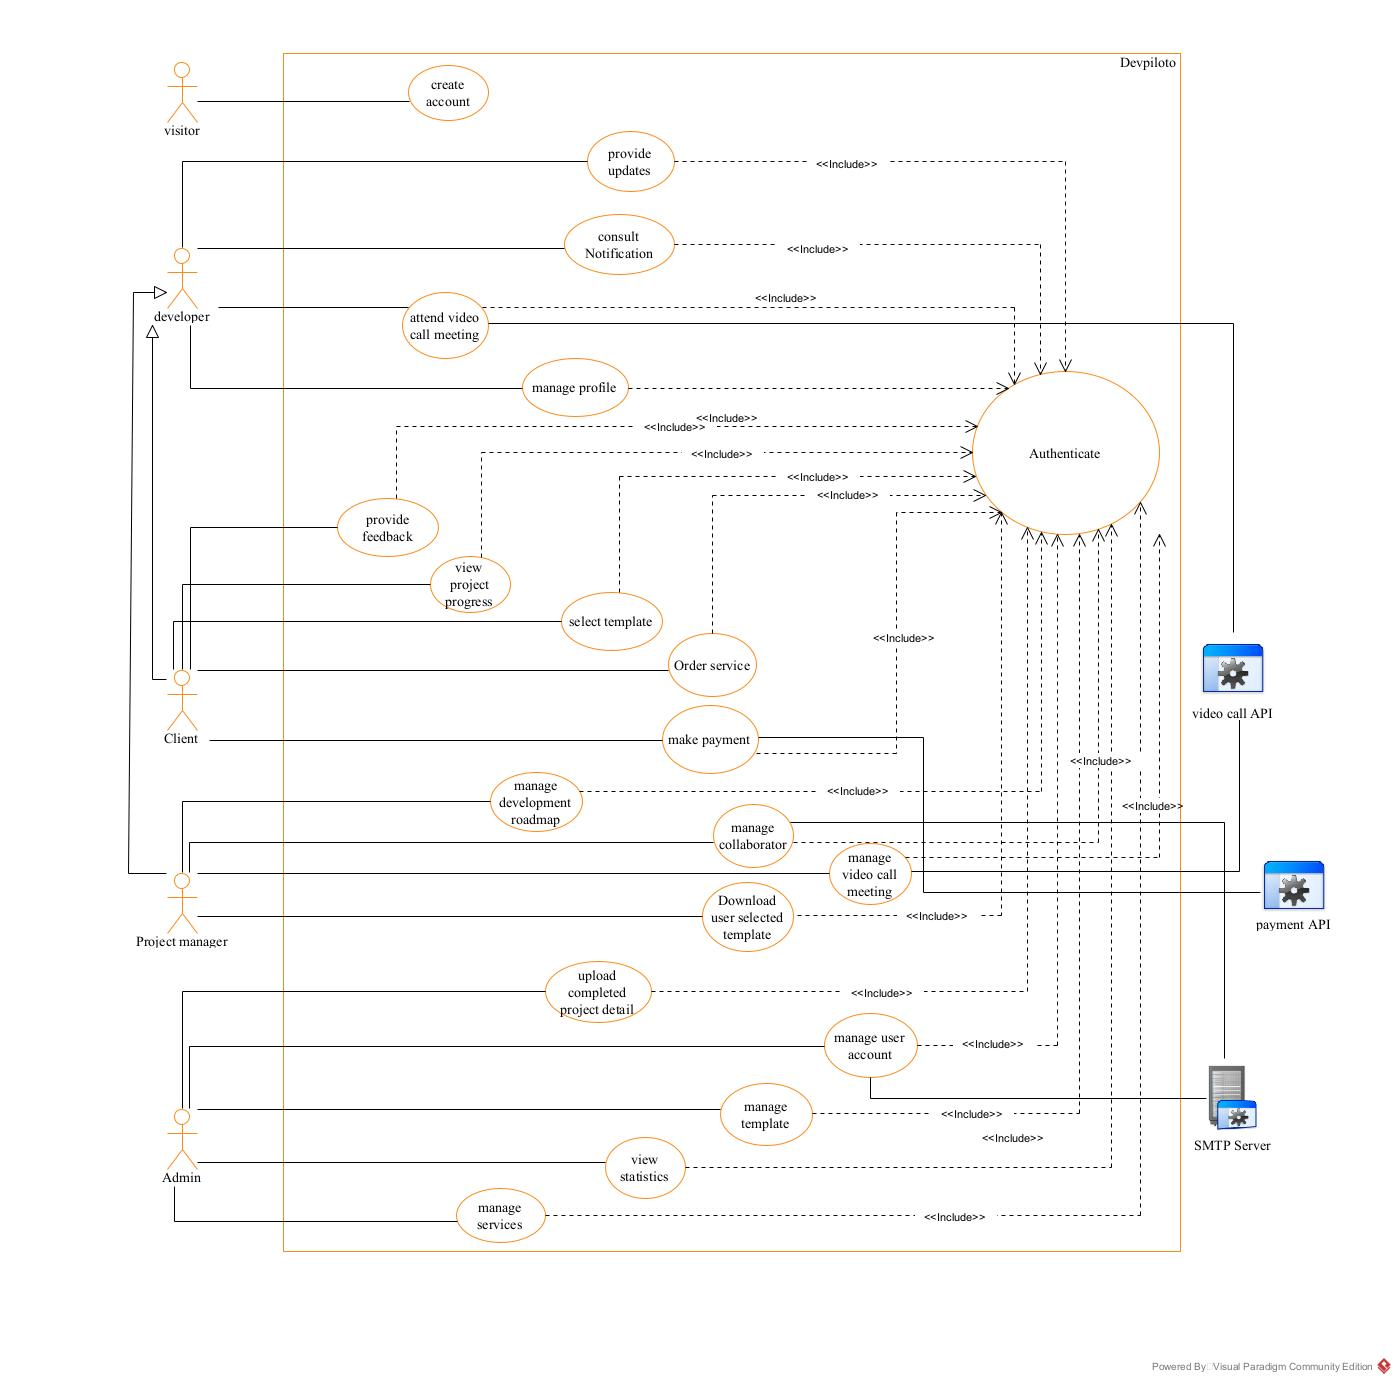 Devpiloto
create
account
visitor
provide
updates
<<Include>>
consult
Notification
<<Include>>
developer
attend video
call meeting
<<Include>>
manage profile
<<Include>>
<<Include>>
<<Include>>
Authenticate
<<Include>>
<<Include>>
provide
feedback
view
project
progress
select template
<<Include>>
Order service
Client
make payment
video call API
<<Include>>
manage
development
roadmap
<<Include>>
<<Include>>
manage
collaborator
manage
video call
meeting
Download
user selected
template
<<Include>>
Project manager
payment API
upload
completed
project detail
<<Include>>
manage user
account
<<Include>>
manage
template
<<Include>>
<<Include>>
SMTP Server
view
statistics
Admin
manage
services
<<Include>>
Powered By Visual Paradigm Community Edition